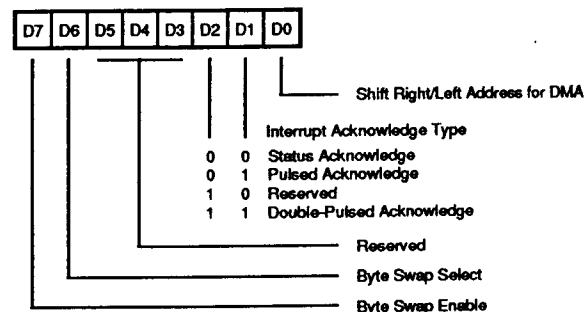 D7 D6 D5 D4 D3 D2 D1 D0
Shift Right/Left Address for DMA
Interrupt Acknowledge Type
0 0 Status Acknowledge
0 1 Pulsed Acknowledge
1 0 Reserved
1 1 Double-Pulsed Acknowledge
Reserved
Byte Swap Select
Byte Swap Enable